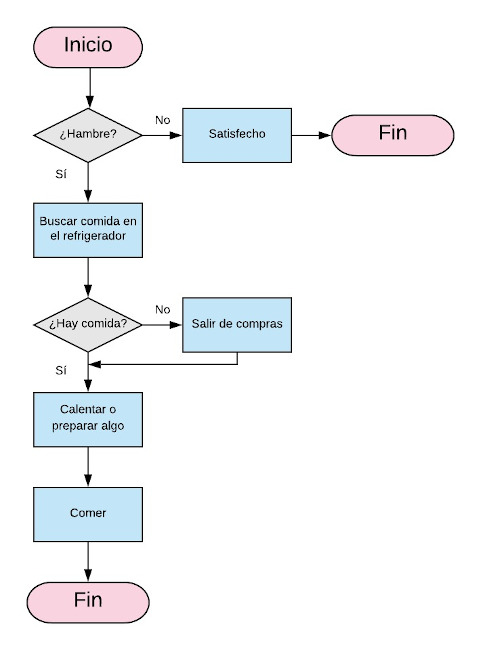 Inicio
¿Hambre?
No
Satisfecho
Fin
Sí
Buscar comida en
el refrigerador
¿Hay comida?
No
Salir de compras
Sí
Calentar o
preparar algo
Comer
Fin